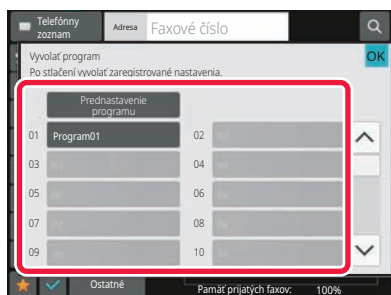 Telefónny
zoznam
Adresa
Faxové číslo
Vyvolať program
OK
Po stlačení vyvolať zaregistrované nastavenia.
Prednastavenie
programu
01 Program01 02
03 04
05 06
07 08
09 10
Ostatné
Pamäť prijatých faxov: 100%